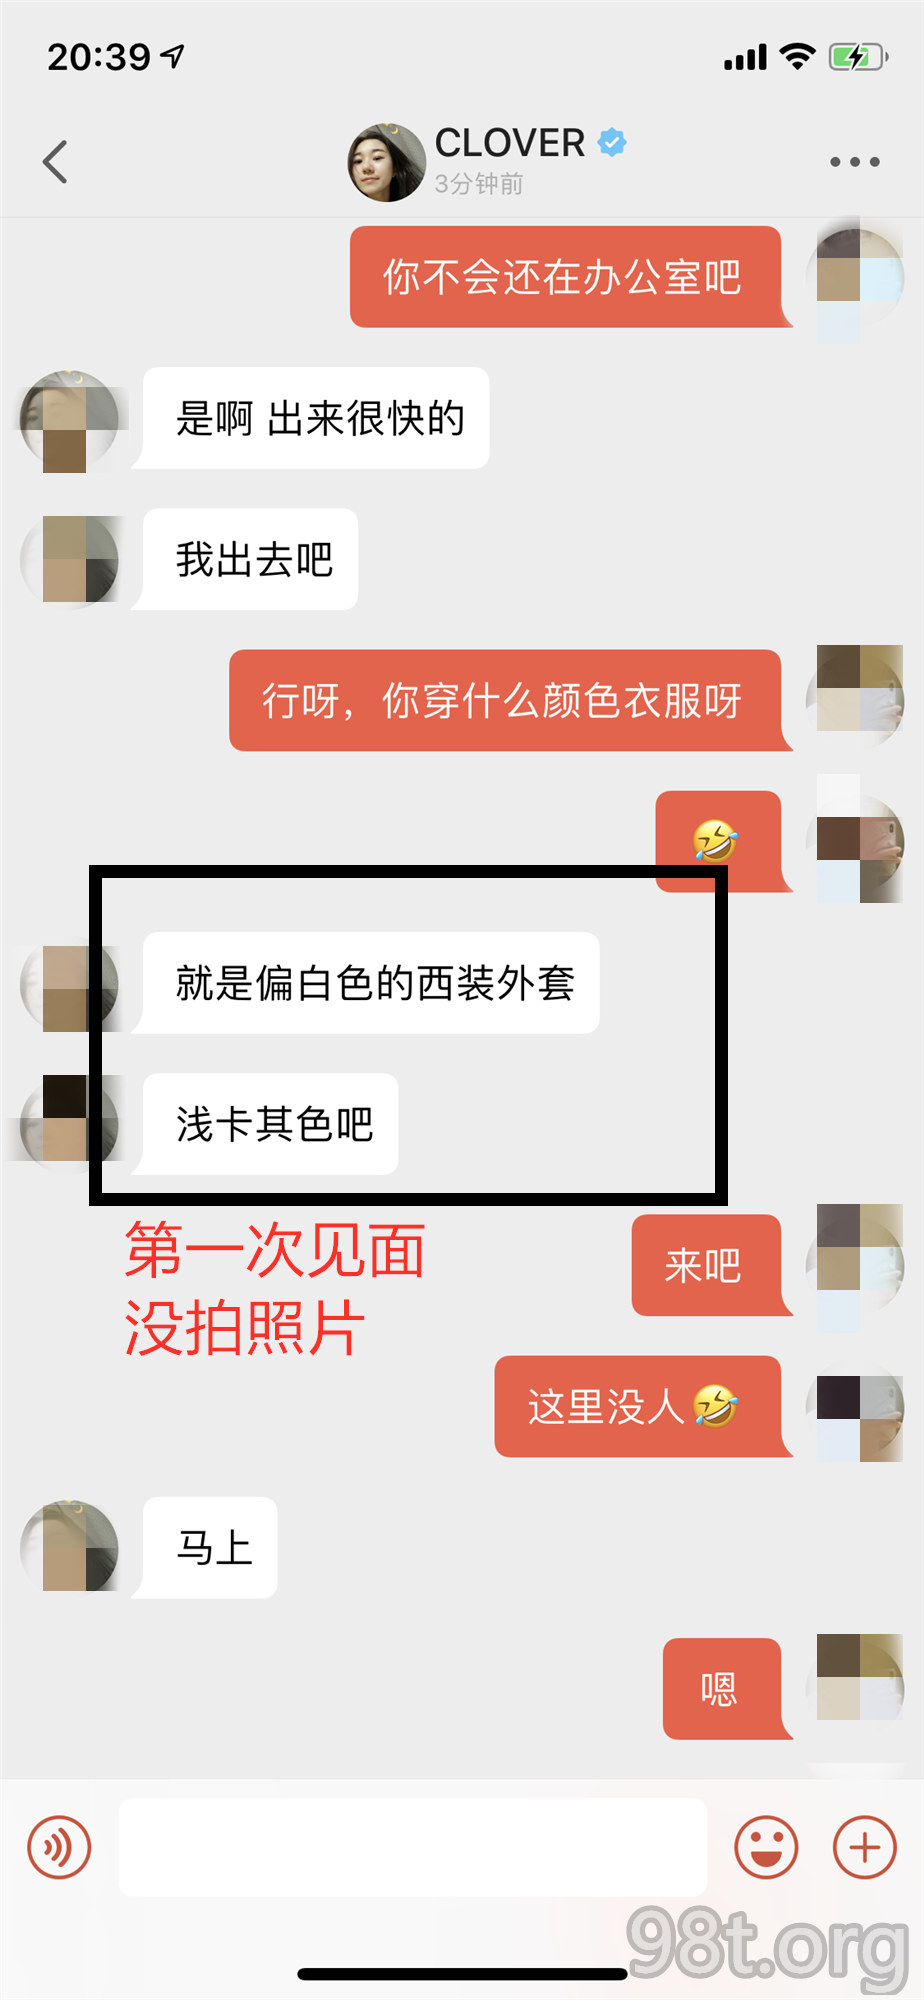 20:39
CLOVER
3分钟前
你不会还在办公室吧
是啊 出来很快的
我出去吧
行呀，你穿什么颜色衣服呀
🤣
就是偏白色的西装外套
浅卡其色吧
第一次见面
没拍照片
来吧
这里没人🤣
马上
嗯
98t.org